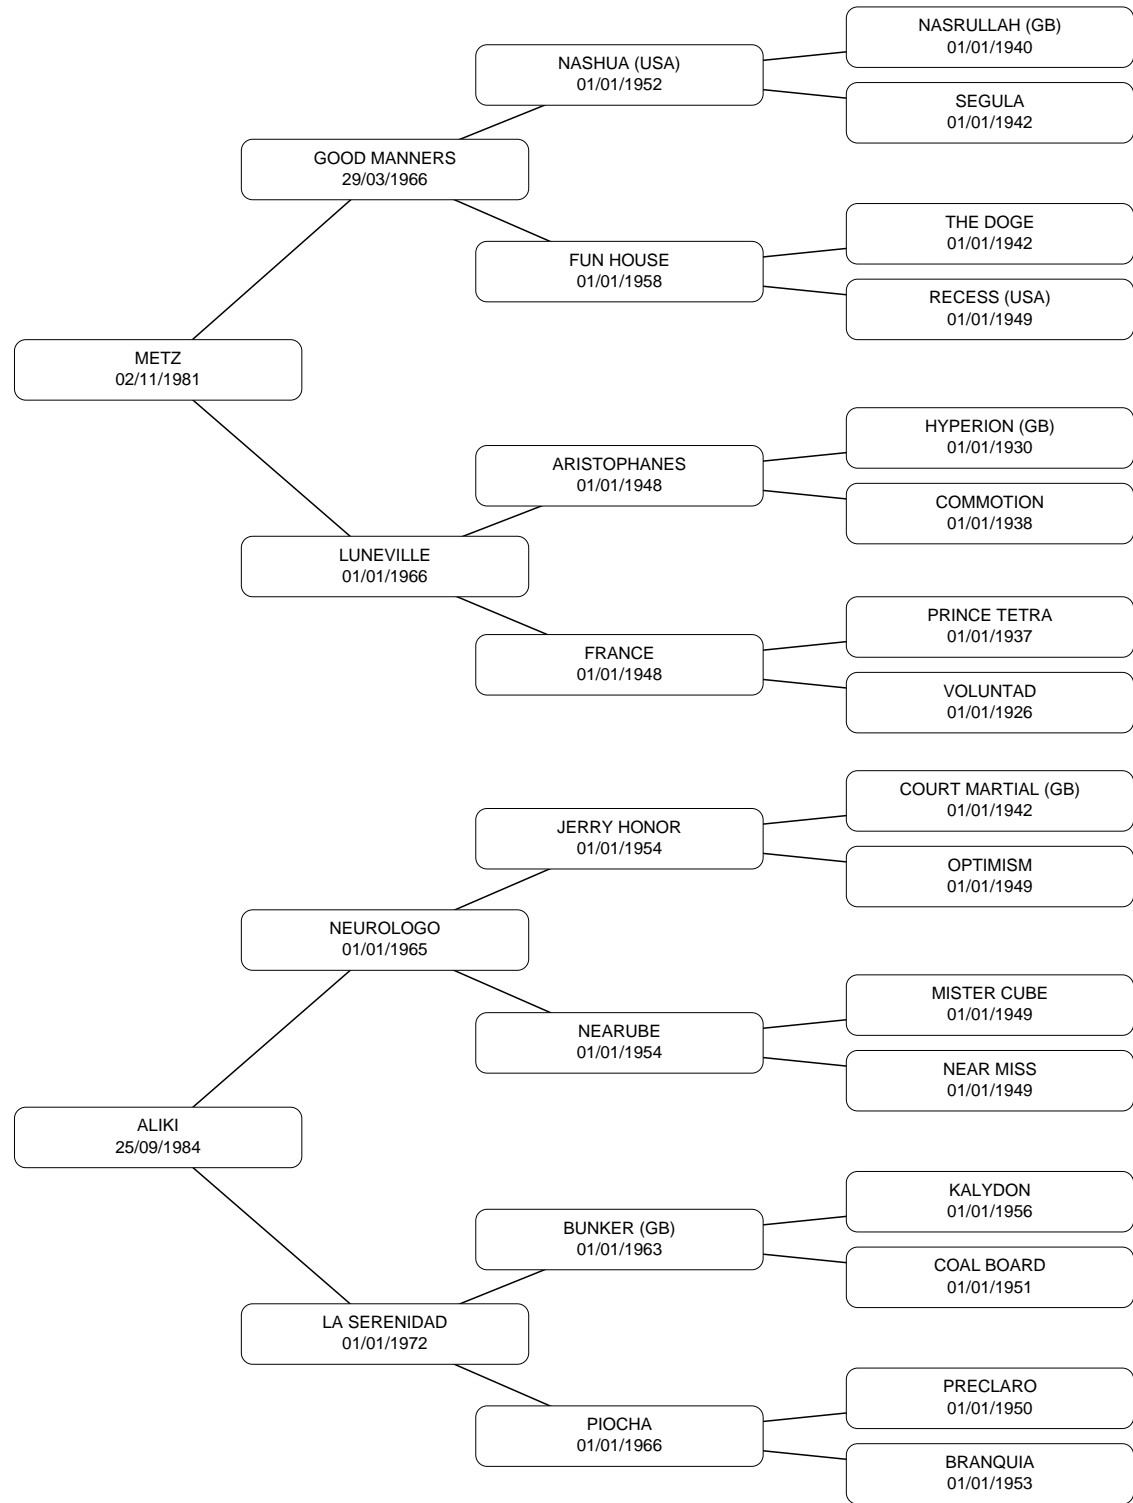 NASRULLAH (GB)
01/01/1940
NASHUA (USA)
01/01/1952
SEGULA
01/01/1942
GOOD MANNERS
29/03/1966
THE DOGE
01/01/1942
FUN HOUSE
01/01/1958
RECESS (USA)
01/01/1949
METZ
02/11/1981
HYPERION (GB)
01/01/1930
ARISTOPHANES
01/01/1948
COMMOTION
01/01/1938
LUNEVILLE
01/01/1966
PRINCE TETRA
01/01/1937
FRANCE
01/01/1948
VOLUNTAD
01/01/1926
COURT MARTIAL (GB)
01/01/1942
JERRY HONOR
01/01/1954
OPTIMISM
01/01/1949
NEUROLOGO
01/01/1965
MISTER CUBE
01/01/1949
NEARUBE
01/01/1954
NEAR MISS
01/01/1949
ALIKI
25/09/1984
KALYDON
01/01/1956
BUNKER (GB)
01/01/1963
COAL BOARD
01/01/1951
LA SERENIDAD
01/01/1972
PRECLARO
01/01/1950
PIOCHA
01/01/1966
BRANQUIA
01/01/1953